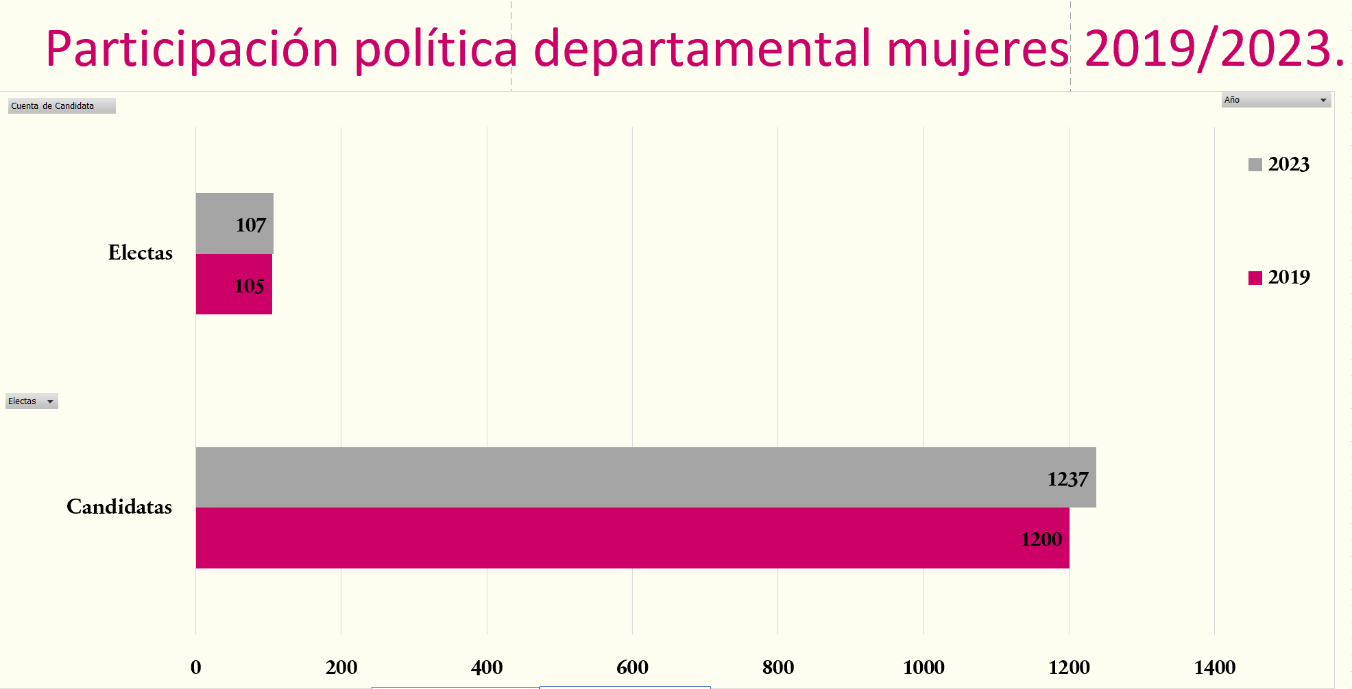 Participación política departamental mujeres 2019/2023.
Cuenta de Candidata
Año
2023
2019
Electas
107
105
Electas
Candidatas
1237
1200
0 200 400 600 800 1000 1200 1400